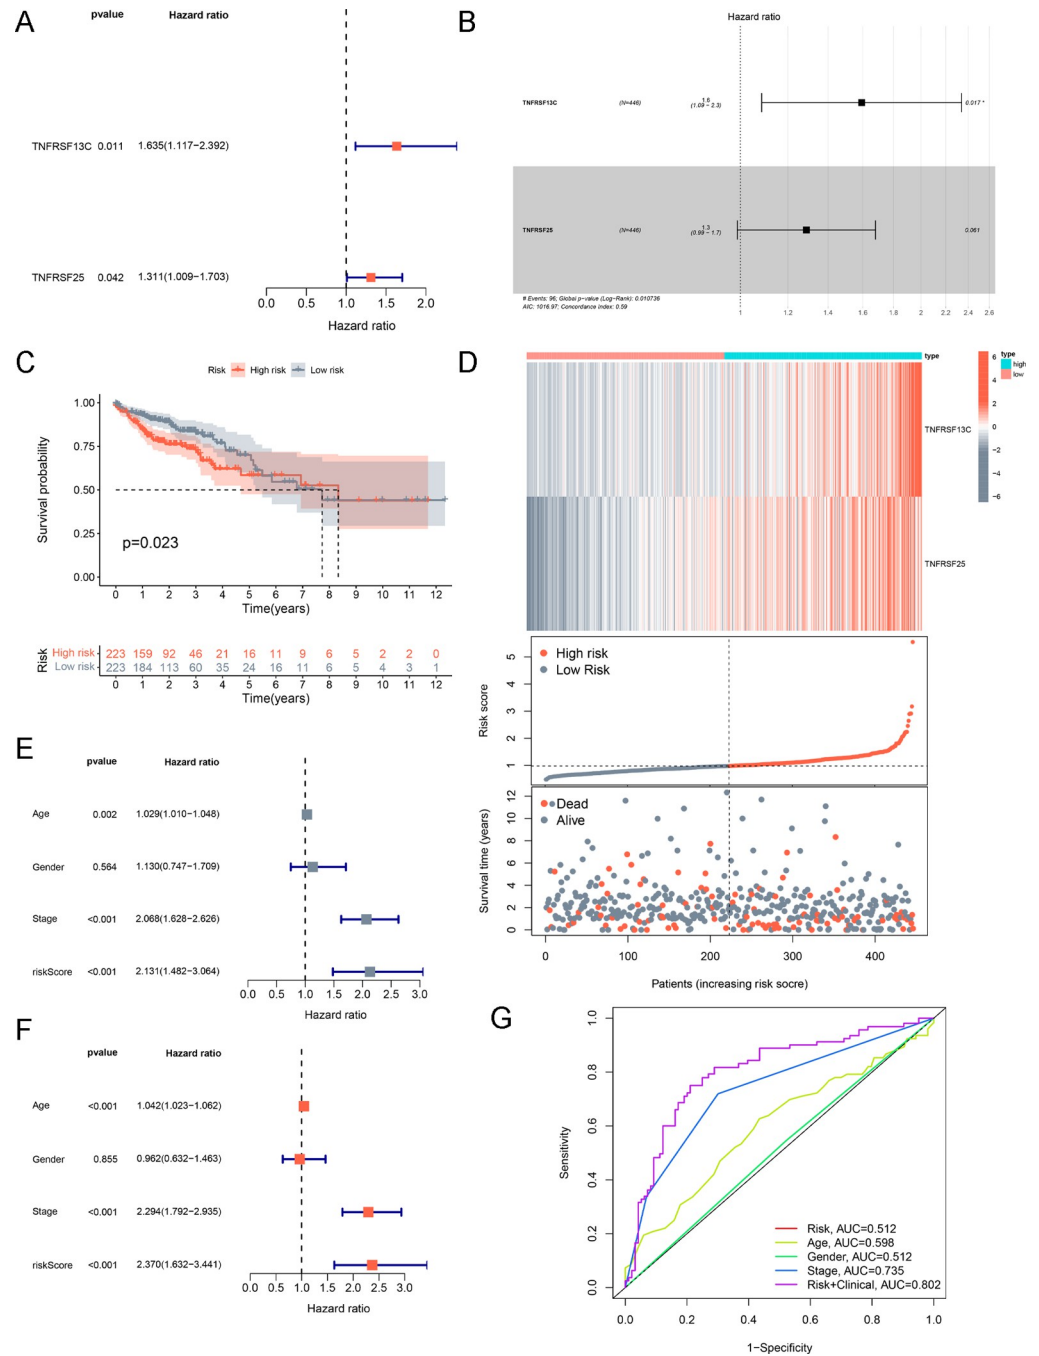 A
pvalue Hazard ratio
TNFRSF13C 0.011 1.635(1.117−2.392)
TNFRSF25 0.042 1.311(1.009−1.703)
0.0 0.5 1.0 1.5 2.0
Hazard ratio
B
Hazard ratio
TNFRSF13C (N=446) 1.6 (1.09 − 2.3) 0.017 *
TNFRSF25 (N=446) 1.3 (0.99 − 1.7) 0.061
# Events: 96; Global p−value (Log−Rank): 0.010736
AIC: 1016.97; Concordance Index: 0.59
1 1.2 1.4 1.6 1.8 2 2.2 2.4 2.6
C
Risk High risk Low risk
1.00
0.75
0.50
0.25
0.00
Survival probability
p=0.023
0 1 2 3 4 5 6 7 8 9 10 11 12
Time(years)
Risk
High risk 223 159 92 46 21 16 11 9 6 5 2 2 0
Low risk 223 184 113 60 35 24 16 11 6 5 4 3 1
0 1 2 3 4 5 6 7 8 9 10 11 12
Time(years)
D
type
TNFRSF13C
TNFRSF25
6
4
2
0
−2
−4
−6
type
high
low
High risk
Low Risk
Risk score
5
4
3
2
1
Dead
Alive
Survival time (years)
12
10
8
6
4
2
0
0 100 200 300 400
Patients (increasing risk socre)
E
pvalue Hazard ratio
Age 0.002 1.029(1.010−1.048)
Gender 0.564 1.130(0.747−1.709)
Stage <0.001 2.068(1.628−2.626)
riskScore <0.001 2.131(1.482−3.064)
0.0 0.5 1.0 1.5 2.0 2.5 3.0
Hazard ratio
F
pvalue Hazard ratio
Age <0.001 1.042(1.023−1.062)
Gender 0.855 0.962(0.632−1.463)
Stage <0.001 2.294(1.792−2.935)
riskScore <0.001 2.370(1.632−3.441)
0.0 0.5 1.0 1.5 2.0 2.5 3.0
Hazard ratio
G
Sensitivity
1.0
0.8
0.6
0.4
0.2
0.0
Risk, AUC=0.512
Age, AUC=0.598
Gender, AUC=0.512
Stage, AUC=0.735
Risk+Clinical, AUC=0.802
0.0 0.2 0.4 0.6 0.8 1.0
1−Specificity